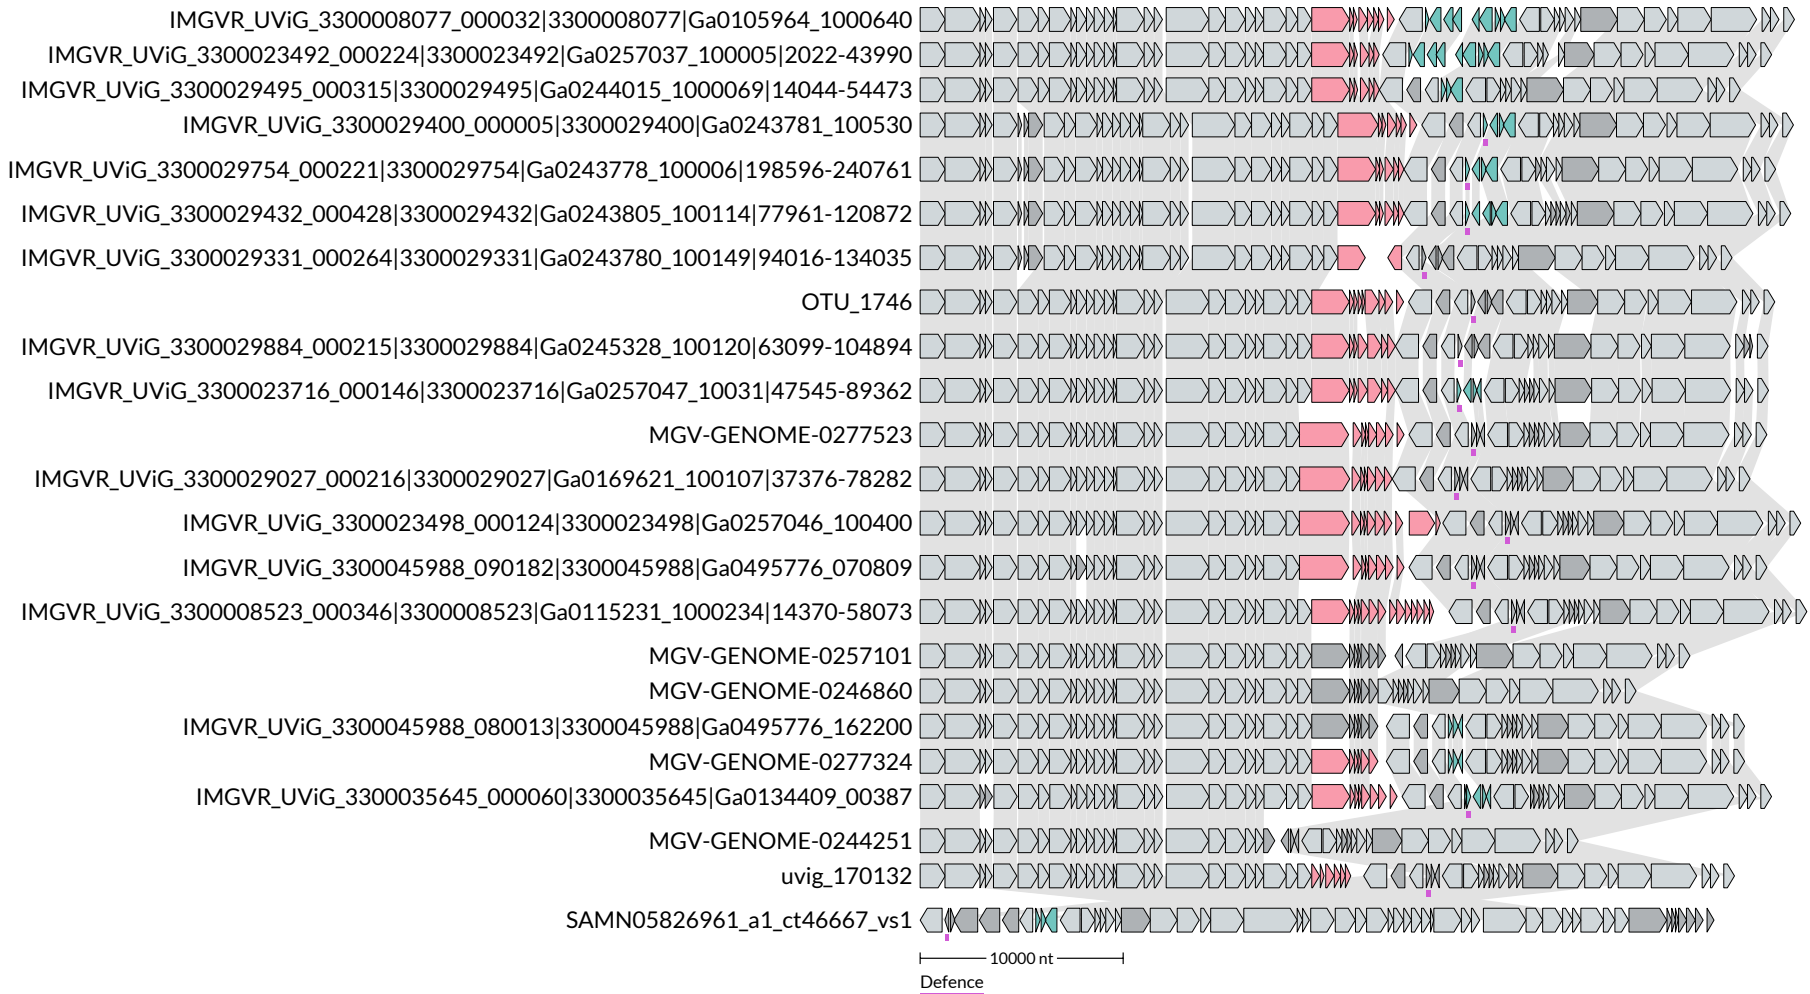 IMGVR_UViG_3300008077_000032|3300008077|Ga0105964_1000640
IMGVR_UViG_3300023492_000224|3300023492|Ga0257037_100005|2022-43990
IMGVR_UViG_3300029495_000315|3300029495|Ga0244015_1000069|14044-54473
IMGVR_UViG_3300029400_000005|3300029400|Ga0243781_100530
IMGVR_UViG_3300029754_000221|3300029754|Ga0243778_100006|198596-240761
IMGVR_UViG_3300029432_000428|3300029432|Ga0243805_100114|77961-120872
IMGVR_UViG_3300029331_000264|3300029331|Ga0243780_100149|94016-134035
OTU_1746
IMGVR_UViG_3300029884_000215|3300029884|Ga0245328_100120|63099-104894
IMGVR_UViG_3300023716_000146|3300023716|Ga0257047_10031|47545-89362
MGV-GENOME-0277523
IMGVR_UViG_3300029027_000216|3300029027|Ga0169621_100107|37376-78282
IMGVR_UViG_3300023498_000124|3300023498|Ga0257046_100400
IMGVR_UViG_3300045988_090182|3300045988|Ga0495776_070809
IMGVR_UViG_3300008523_000346|3300008523|Ga0115231_1000234|14370-58073
MGV-GENOME-0257101
MGV-GENOME-0246860
IMGVR_UViG_3300045988_080013|3300045988|Ga0495776_162200
MGV-GENOME-0277324
IMGVR_UViG_3300035645_000060|3300035645|Ga0134409_00387
MGV-GENOME-0244251
uvig_170132
SAMN05826961_a1_ct46667_vs1
10000 nt
Defence